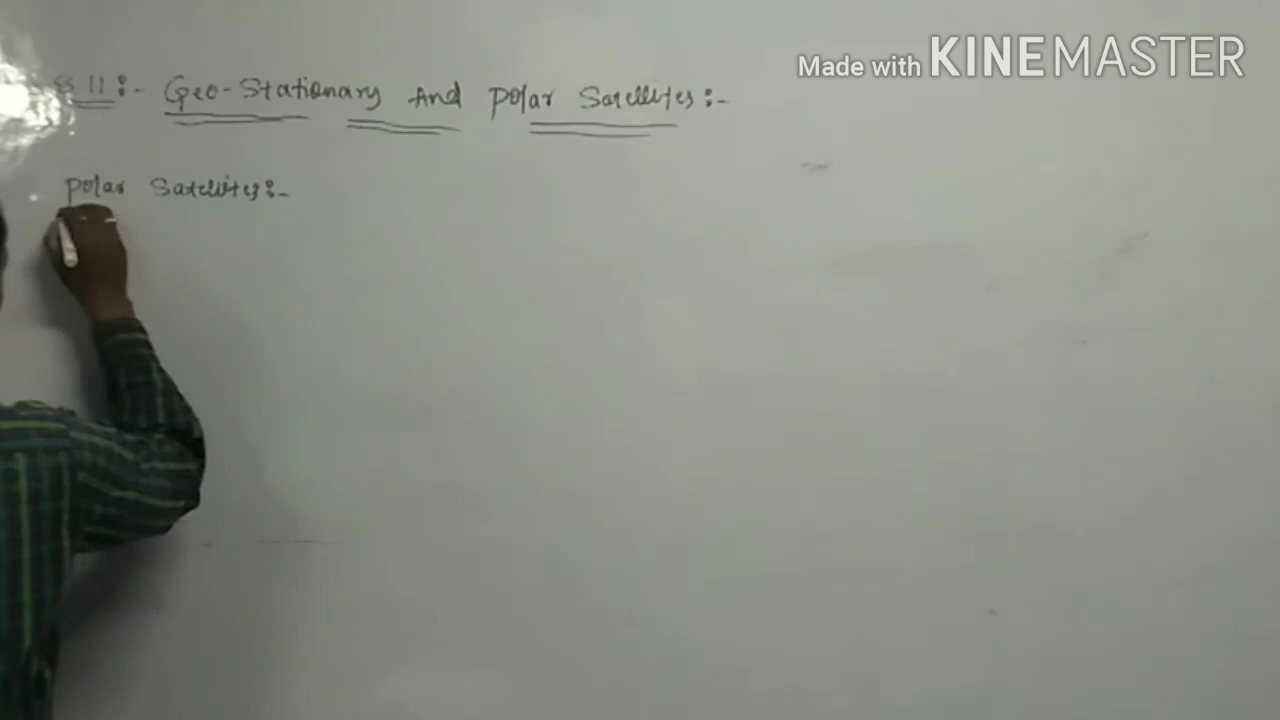 Made with KINEMASTER
8.11:- Geo-Stationary And Polar Satellites:-
Polar Satellites:-